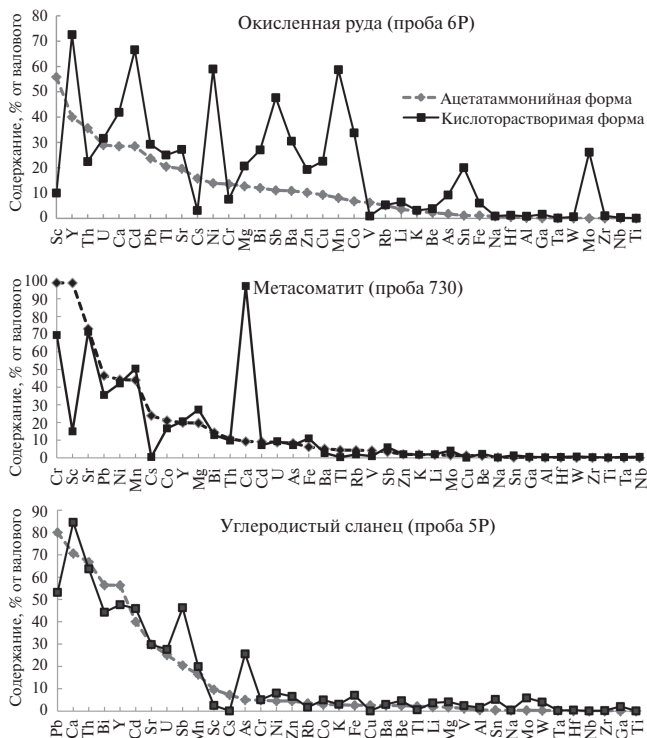 Окисленная руда (проба 6Р)
Содержание, % от валового
80
70
60
50
40
30
20
10
0
Ацетатаммонийная форма
Кислоторастворимая форма
Sc Y Th U Ca Cd Pb Tl Sr Cs Ni Cr Mg Bi Sb Ba Zn Cu Mn Co V Rb Li K Be As Sn Fe Na Hf Al Ga Ta W Mo Zr Nb Ti
Метасоматит (проба 730)
Содержание, % от валового
100
90
80
70
60
50
40
30
20
10
0
Cr Sc Sr Pb Ni Mn Cs Co Y Mg Bi Th Ca Cd U As Fe Ba Tl Rb V Sb Zn K Li Mo Cu Be Na Sn Ga Al Hf W Zr Ti Ta Nb
Углеродистый сланец (проба 5Р)
Содержание, % от валового
90
80
70
60
50
40
30
20
10
0
Pb Ca Th Bi Y Cd Sr U Sb Mn Sc Cs As Cr Ni Zn Rb Co K Fe Cu Ba Be Tl Li Mg V Al Sn Na Mo W Ta Hf Nb Zr Ga Ti